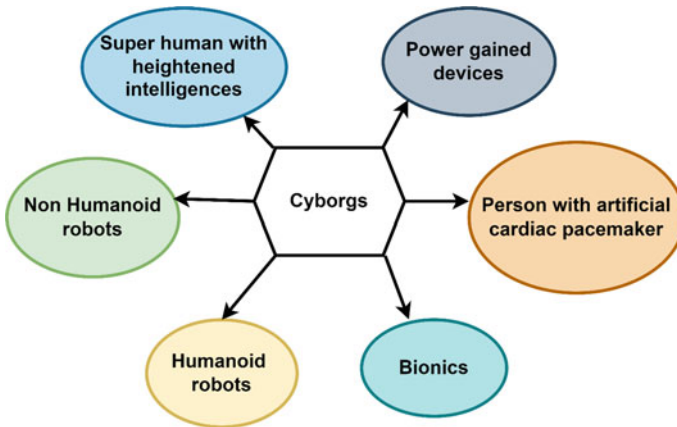 Super human with
heightened
intelligences
Power gained
devices
Non Humanoid
robots
Cyborgs
Person with artificial
cardiac pacemaker
Humanoid
robots
Bionics